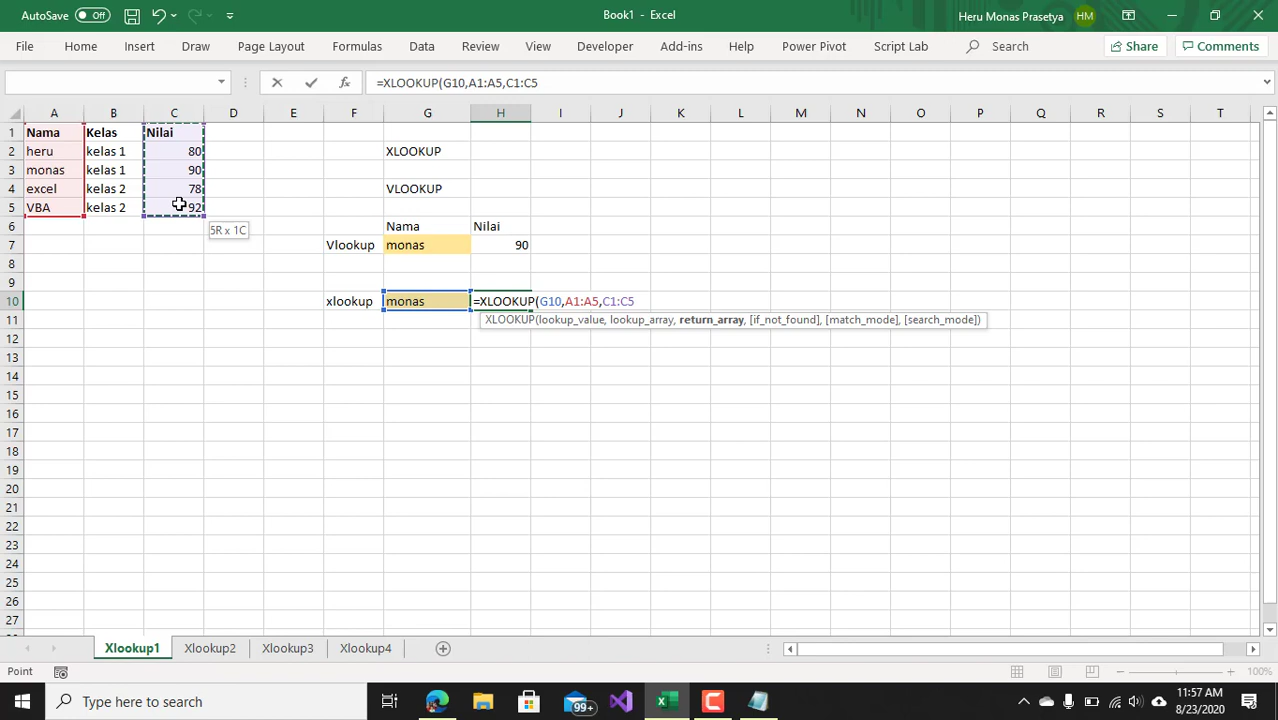 AutoSave Off Book1 - Excel Heru Monas Prasetya HM
File Home Insert Draw Page Layout Formulas Data Review View Developer Add-ins Help Power Pivot Script Lab Search Share Comments
fx =XLOOKUP(G10,A1:A5,C1:C5
A B C D E F G H I J K L M N O P Q R S T
1 Nama Kelas Nilai
2 heru kelas 1 80 XLOOKUP
3 monas kelas 1 90
4 excel kelas 2 78 VLOOKUP
5 VBA kelas 2 92
6 Nama Nilai
5R x 1C
7 Vlookup monas 90
8
9
10 xlookup monas =XLOOKUP(G10,A1:A5,C1:C5
11 XLOOKUP(lookup_value, lookup_array, return_array, [if_not_found], [match_mode], [search_mode])
12
13
14
15
16
17
18
19
20
21
22
23
24
25
26
27
Xlookup1 Xlookup2 Xlookup3 Xlookup4
Point 100%
Type here to search 99+ 11:57 AM
8/23/2020